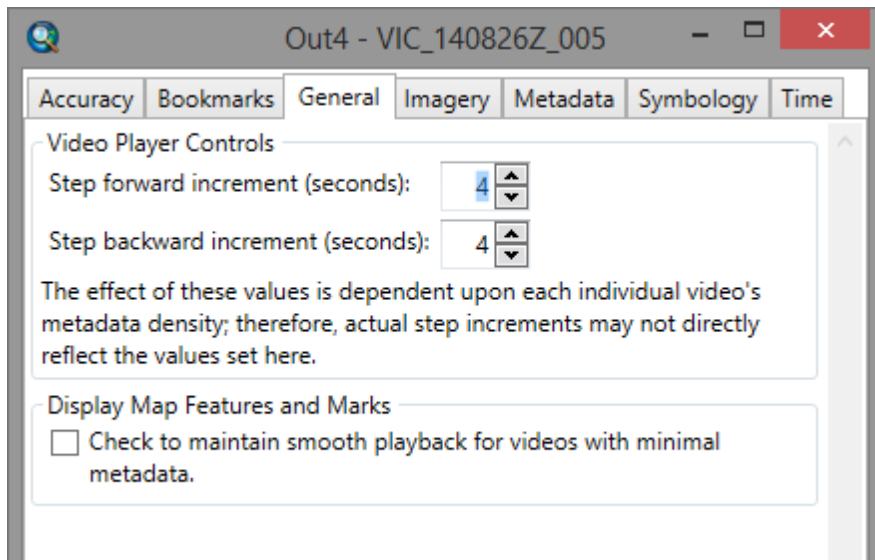 Out4 - VIC_140826Z_005
Accuracy Bookmarks General Imagery Metadata Symbology Time
Video Player Controls
Step forward increment (seconds): 4
Step backward increment (seconds): 4
The effect of these values is dependent upon each individual video's
metadata density; therefore, actual step increments may not directly
reflect the values set here.
Display Map Features and Marks
Check to maintain smooth playback for videos with minimal
metadata.